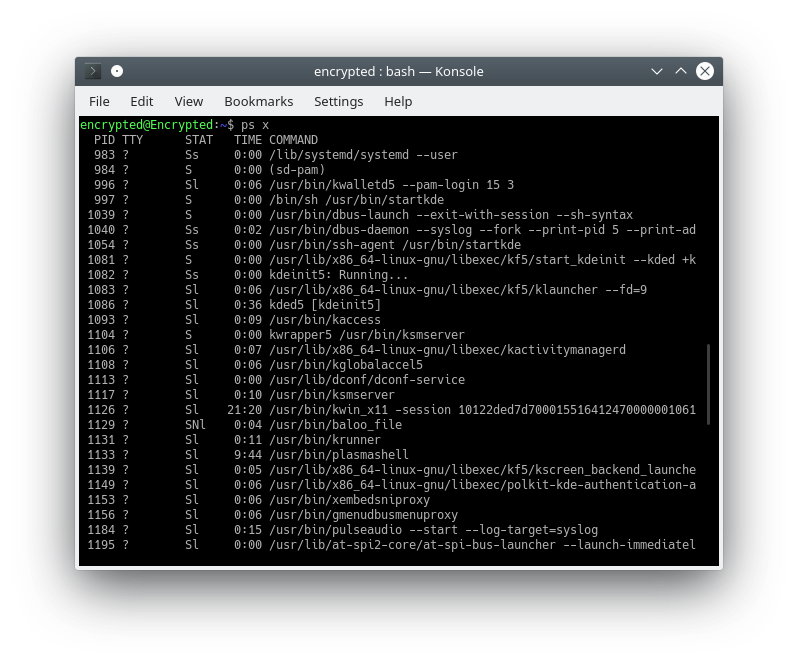 encrypted : bash — Konsole
File Edit View Bookmarks Settings Help
encrypted@Encrypted:~$ ps x
  PID TTY      STAT   TIME COMMAND
  983 ?        Ss     0:00 /lib/systemd/systemd --user
  984 ?        S      0:00 (sd-pam)
  996 ?        Sl     0:06 /usr/bin/kwalletd5 --pam-login 15 3
  997 ?        S      0:00 /bin/sh /usr/bin/startkde
 1039 ?        S      0:00 /usr/bin/dbus-launch --exit-with-session --sh-syntax
 1040 ?        Ss     0:02 /usr/bin/dbus-daemon --syslog --fork --print-pid 5 --print-ad
 1054 ?        Ss     0:00 /usr/bin/ssh-agent /usr/bin/startkde
 1081 ?        S      0:00 /usr/lib/x86_64-linux-gnu/libexec/kf5/start_kdeinit --kded +k
 1082 ?        Ss     0:00 kdeinit5: Running...
 1083 ?        Sl     0:06 /usr/lib/x86_64-linux-gnu/libexec/kf5/klauncher --fd=9
 1086 ?        Sl     0:36 kded5 [kdeinit5]
 1093 ?        Sl     0:09 /usr/bin/kaccess
 1104 ?        S      0:00 kwrapper5 /usr/bin/ksmserver
 1106 ?        Sl     0:07 /usr/lib/x86_64-linux-gnu/libexec/kactivitymanagerd
 1108 ?        Sl     0:06 /usr/bin/kglobalaccel5
 1113 ?        Sl     0:00 /usr/lib/dconf/dconf-service
 1117 ?        Sl     0:10 /usr/bin/ksmserver
 1126 ?        Sl    21:20 /usr/bin/kwin_x11 -session 10122ded7d7000155164124700000010​61
 1129 ?        SNl    0:04 /usr/bin/baloo_file
 1131 ?        Sl     0:11 /usr/bin/krunner
 1133 ?        Sl     9:44 /usr/bin/plasmashell
 1139 ?        Sl     0:05 /usr/lib/x86_64-linux-gnu/libexec/kf5/kscreen_backend_launche
 1149 ?        Sl     0:06 /usr/lib/x86_64-linux-gnu/libexec/polkit-kde-authentication-a
 1153 ?        Sl     0:06 /usr/bin/xembedsniproxy
 1156 ?        Sl     0:06 /usr/bin/gmenudbusmenuproxy
 1184 ?        Sl     0:15 /usr/bin/pulseaudio --start --log-target=syslog
 1195 ?        Sl     0:00 /usr/lib/at-spi2-core/at-spi-bus-launcher --launch-immediatel